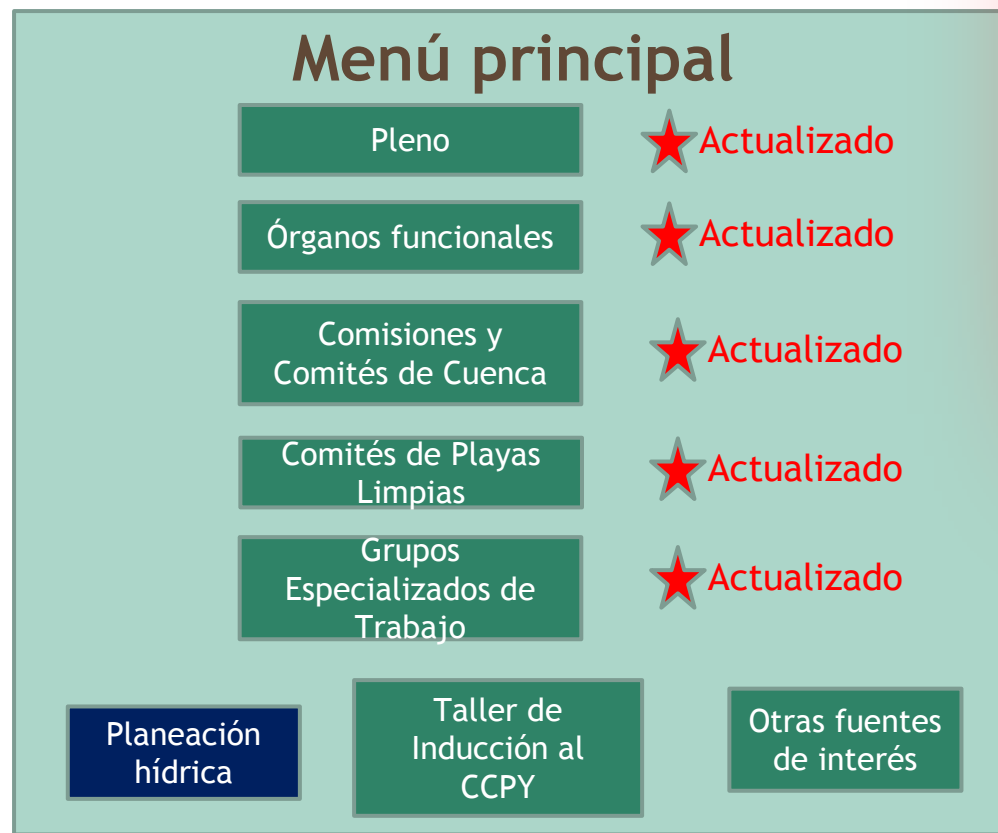 Menú principal
Pleno
Actualizado
Órganos funcionales
Actualizado
Comisiones y
Comités de Cuenca
Actualizado
Comités de Playas
Limpias
Actualizado
Grupos
Especializados de
Trabajo
Actualizado
Planeación
hídrica
Taller de
Inducción al
CCPY
Otras fuentes
de interés